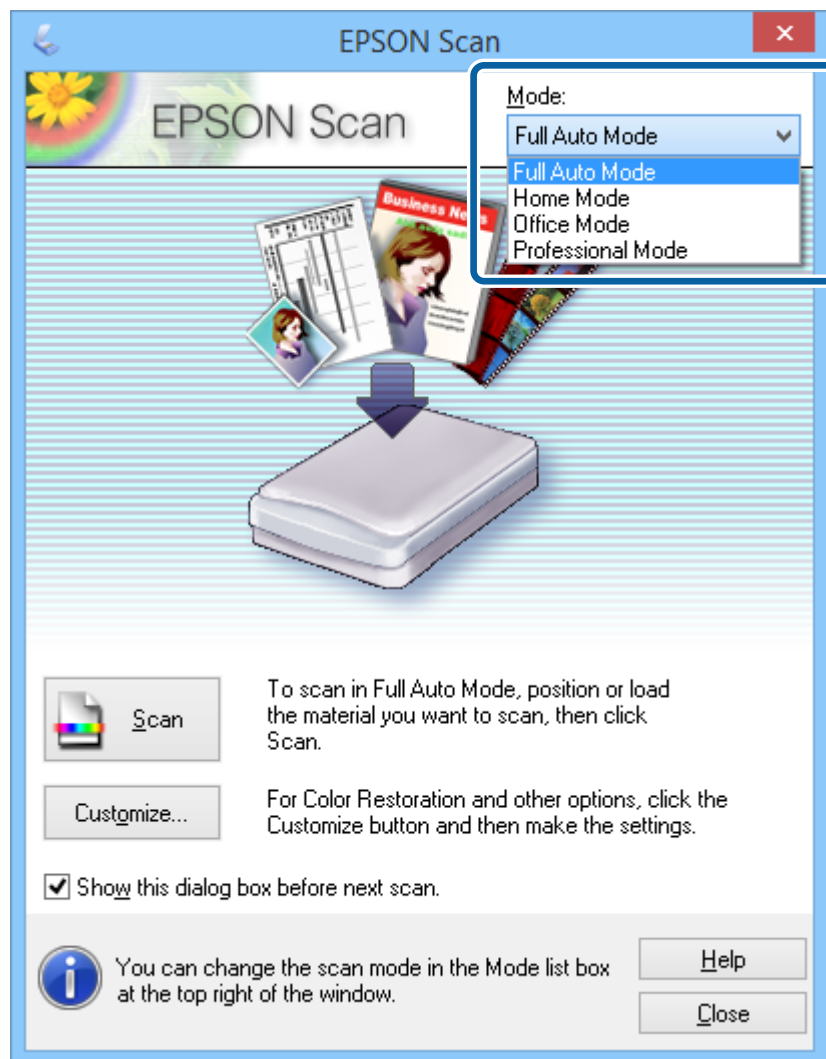 EPSON Scan
EPSON Scan
Mode:
Full Auto Mode
Full Auto Mode
Home Mode
Office Mode
Professional Mode
Business News
Scan
To scan in Full Auto Mode, position or load
the material you want to scan, then click
Scan.
Customize...
For Color Restoration and other options, click the
Customize button and then make the settings.
Show this dialog box before next scan.
You can change the scan mode in the Mode list box
at the top right of the window.
Help
Close